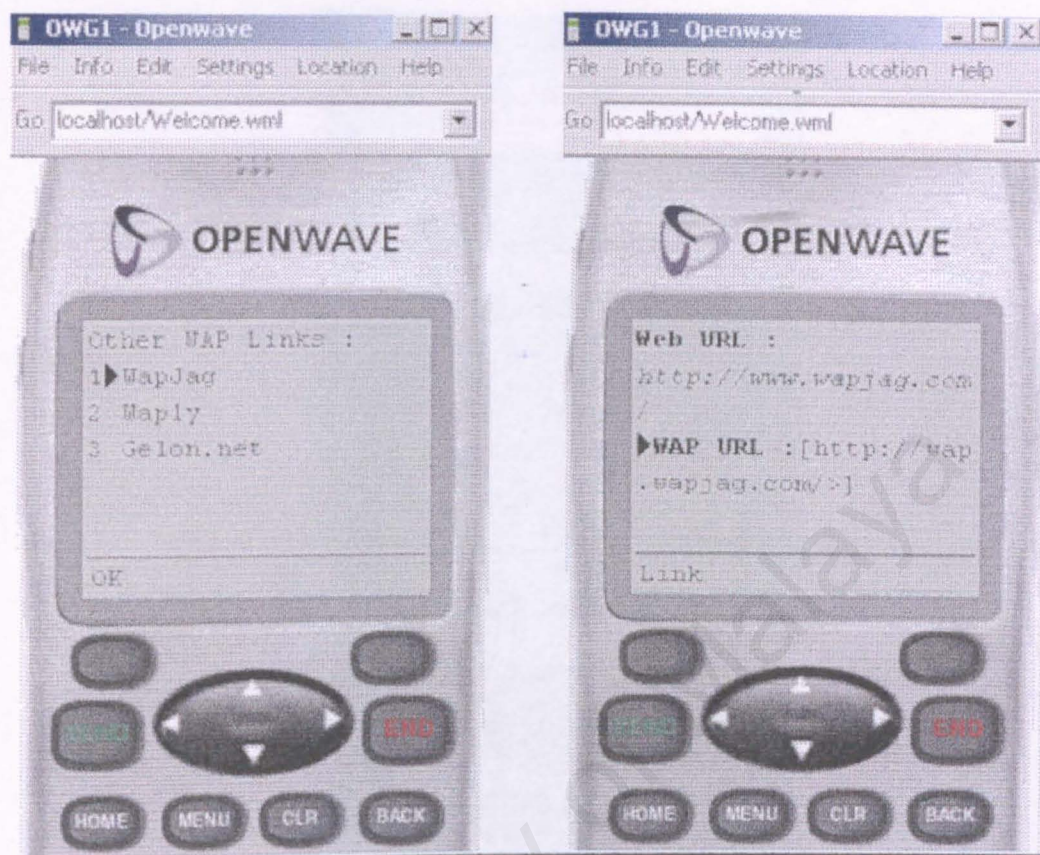 OWG1 - Openwave
File Info Edit Settings Location Help
Go localhost/Welcome.wml
OPENWAVE
Other WAP Links :
1 WapJag
2 Waply
3 Gelon.net
OK
SEND
END
HOME MENU CLR BACK
OWG1 - Openwave
File Info Edit Settings Location Help
Go localhost/Welcome.wml
OPENWAVE
Web URL :
http://www.wapjag.com
/
WAP URL :[http://wap
.wapjag.com/>]
Link
SEND
END
HOME MENU CLR BACK